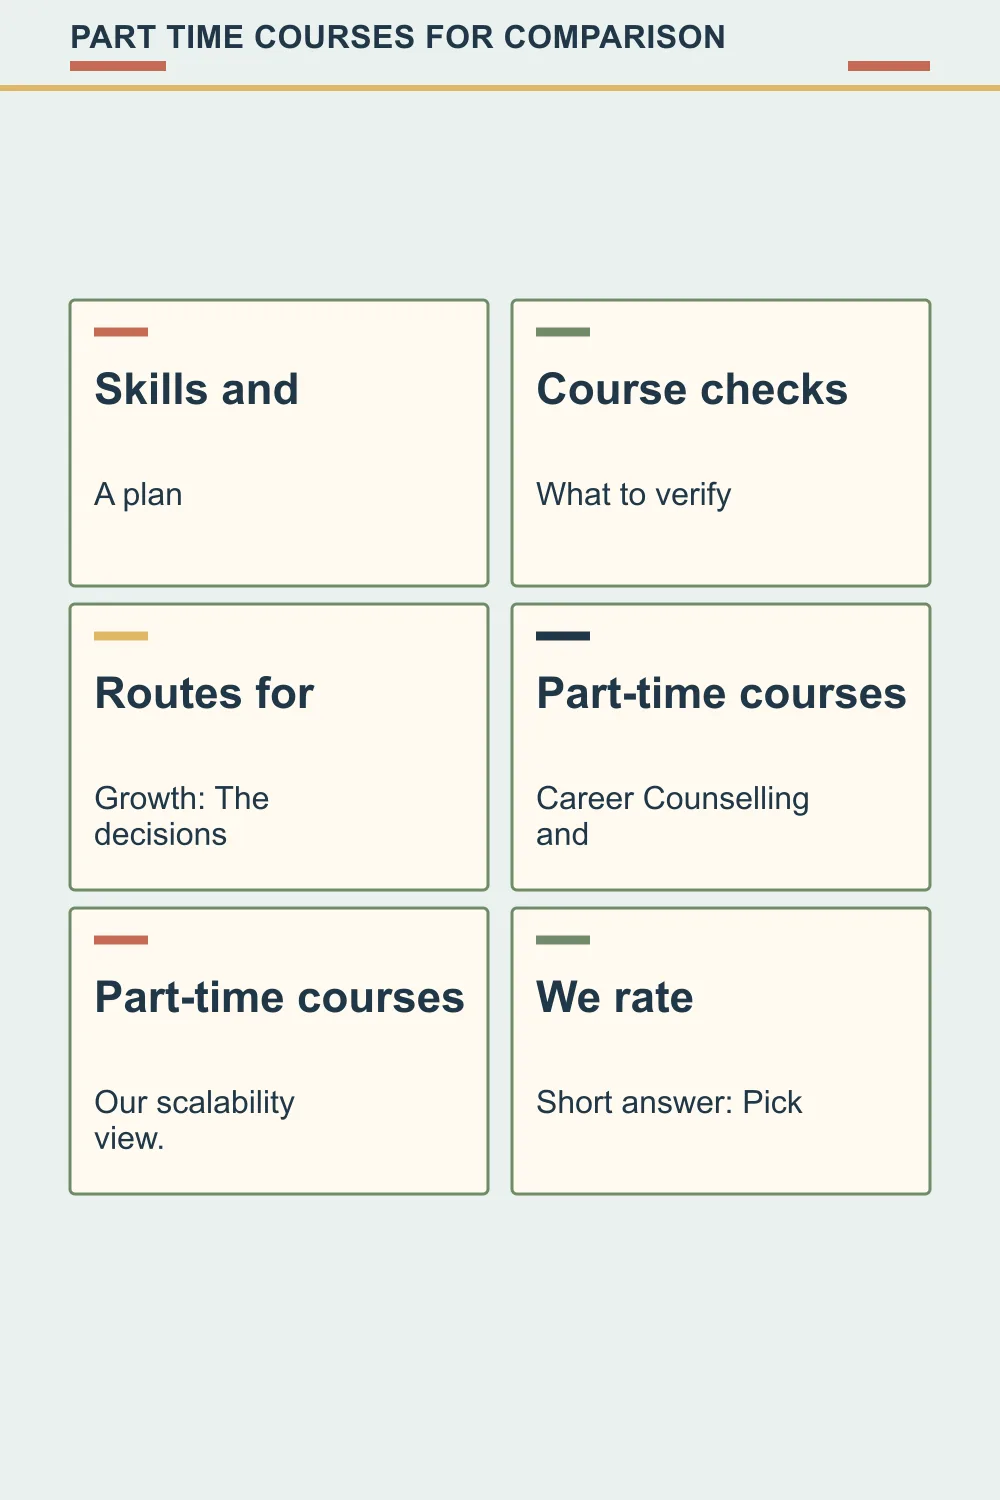 PART TIME COURSES FOR COMPARISON
Skills and
A plan
Course checks
What to verify
Routes for
Growth: The
decisions
Part-time courses
Career Counselling
and
Part-time courses
Our scalability
view.
We rate
Short answer: Pick